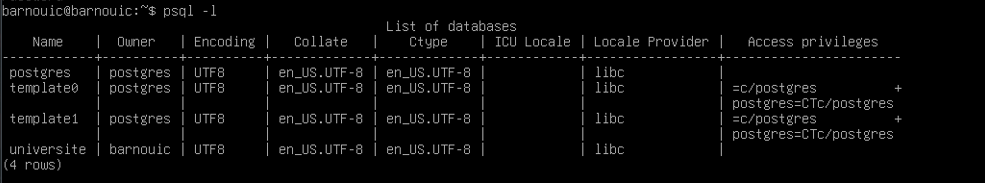 barnouic@barnouic:~$ psql -l
                                                List of databases
    Name    |  Owner   | Encoding |   Collate   |    Ctype    | ICU Locale | Locale Provider |   Access privileges
------------+----------+----------+-------------+-------------+------------+-----------------+-----------------------
 postgres   | postgres | UTF8     | en_US.UTF-8 | en_US.UTF-8 |            | libc            |
 template0  | postgres | UTF8     | en_US.UTF-8 | en_US.UTF-8 |            | libc            | =c/postgres          +
            |          |          |             |             |            |                 | postgres=CTc/postgres
 template1  | postgres | UTF8     | en_US.UTF-8 | en_US.UTF-8 |            | libc            | =c/postgres          +
            |          |          |             |             |            |                 | postgres=CTc/postgres
 universite | barnouic | UTF8     | en_US.UTF-8 | en_US.UTF-8 |            | libc            |
(4 rows)